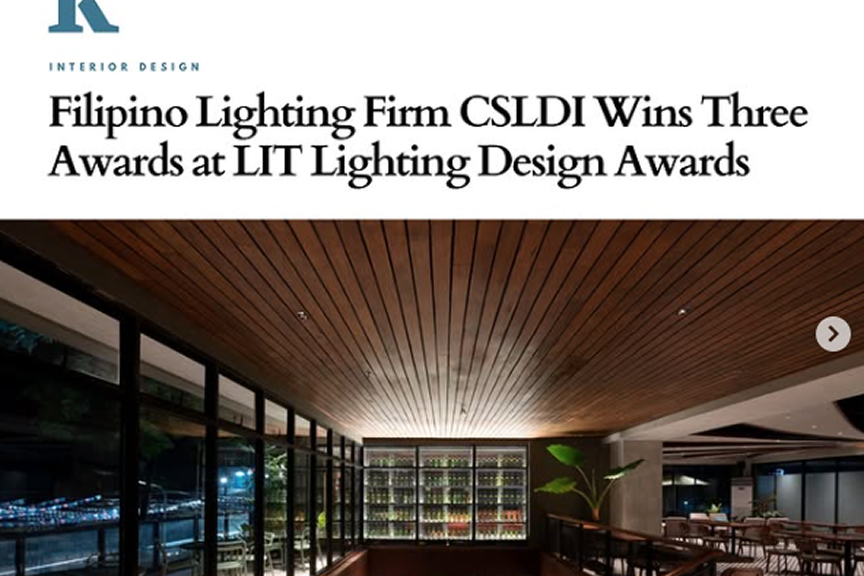 K
INTERIOR DESIGN
Filipino Lighting Firm CSLDI Wins Three
Awards at LIT Lighting Design Awards